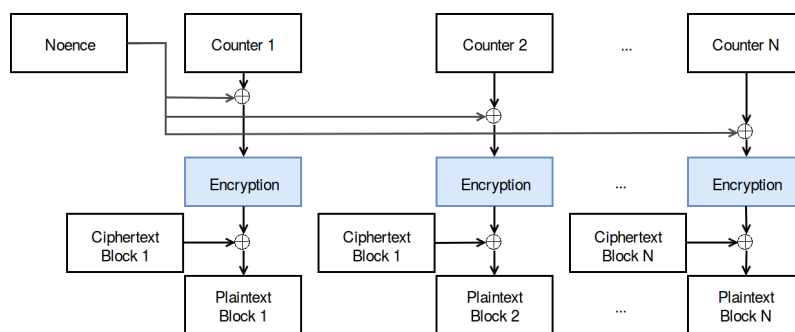 Noence
Counter 1
Counter 2
...
Counter N
Encryption
Encryption
...
Encryption
Ciphertext
Block 1
Ciphertext
Block 1
Ciphertext
Block N
Plaintext
Block 1
Plaintext
Block 2
...
Plaintext
Block N